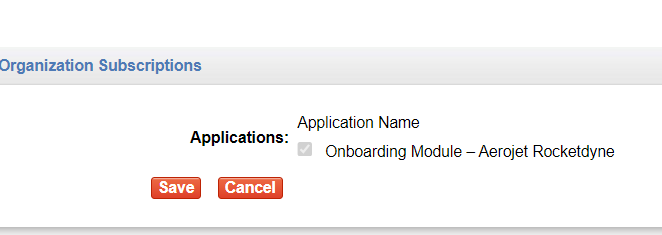 Organization Subscriptions
Application Name
Applications:
Onboarding Module – Aerojet Rocketdyne
Save Cancel